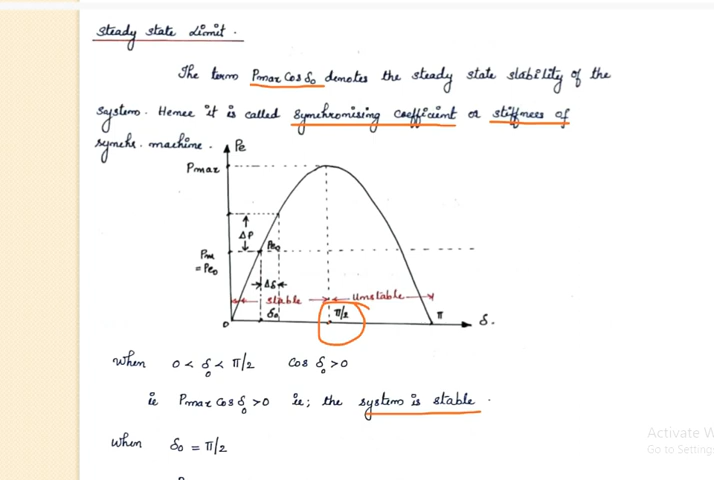 steady state Limit.
The term Pmax Cos δ₀ denotes the steady state stability of the
system. Hence it is called synchronising coefficient or stiffness of
synchr. machine.
Pe
Pmax
ΔP
Pm
= Pe₀
Pe₀
Δδ
stable
unstable
0
δ₀
π/2
π
δ.
when 0 < δ₀ < π/2 Cos δ₀ > 0
ie Pmax Cos δ₀ > 0 ie; the system is stable.
when δ₀ = π/2
Activate W
Go to Setting